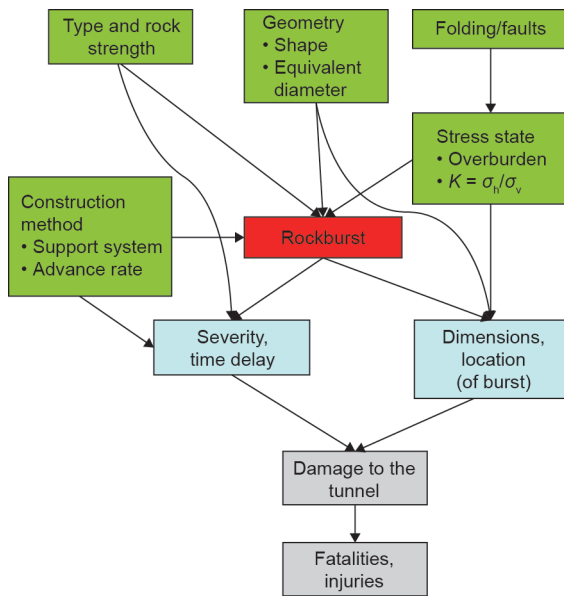 Type and rock
strength
Geometry
• Shape
• Equivalent
diameter
Folding/faults
Stress state
• Overburden
• K = σh/σv
Construction
method
• Support system
• Advance rate
Rockburst
Severity,
time delay
Dimensions,
location
(of burst)
Damage to the
tunnel
Fatalities,
injuries